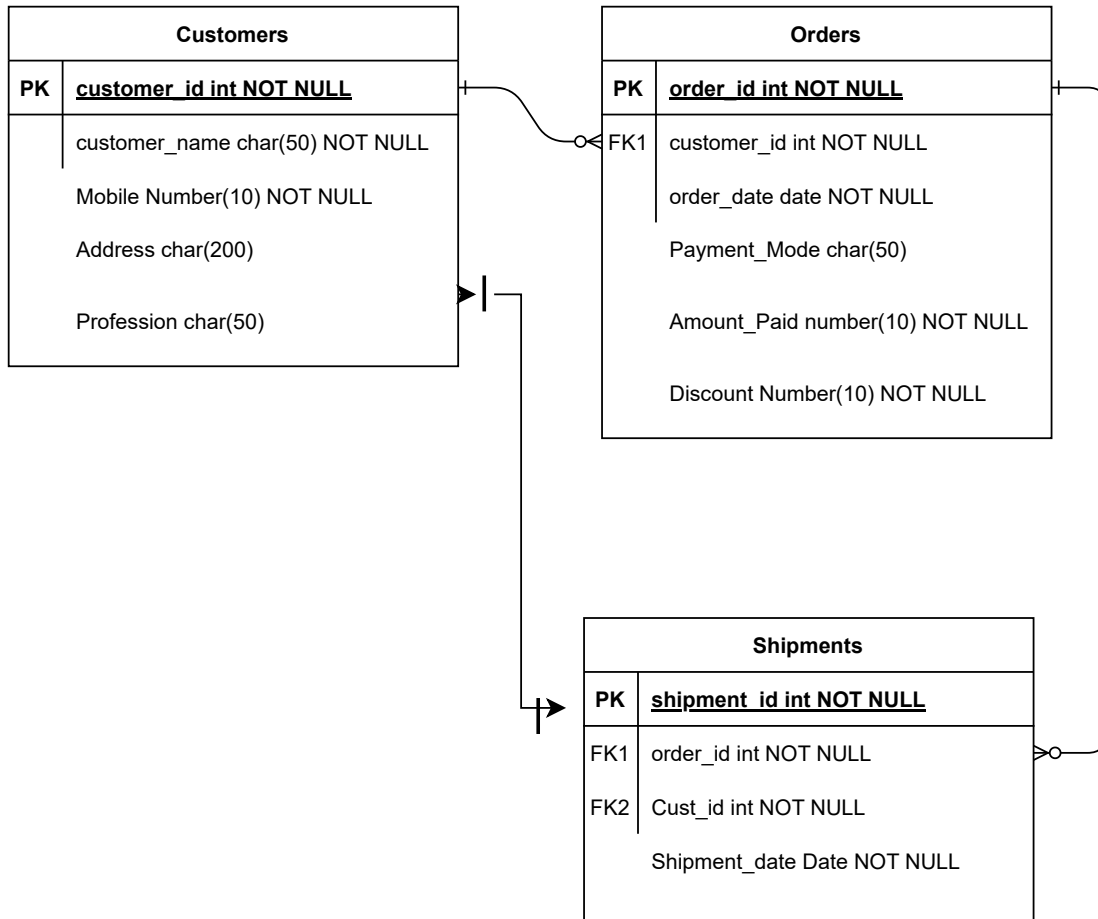 Customers
PK customer_id int NOT NULL
customer_name char(50) NOT NULL
Mobile Number(10) NOT NULL
Address char(200)
Profession char(50)
Orders
PK order_id int NOT NULL
FK1 customer_id int NOT NULL
order_date date NOT NULL
Payment_Mode char(50)
Amount_Paid number(10) NOT NULL
Discount Number(10) NOT NULL
Shipments
PK shipment_id int NOT NULL
FK1 order_id int NOT NULL
FK2 Cust_id int NOT NULL
Shipment_date Date NOT NULL